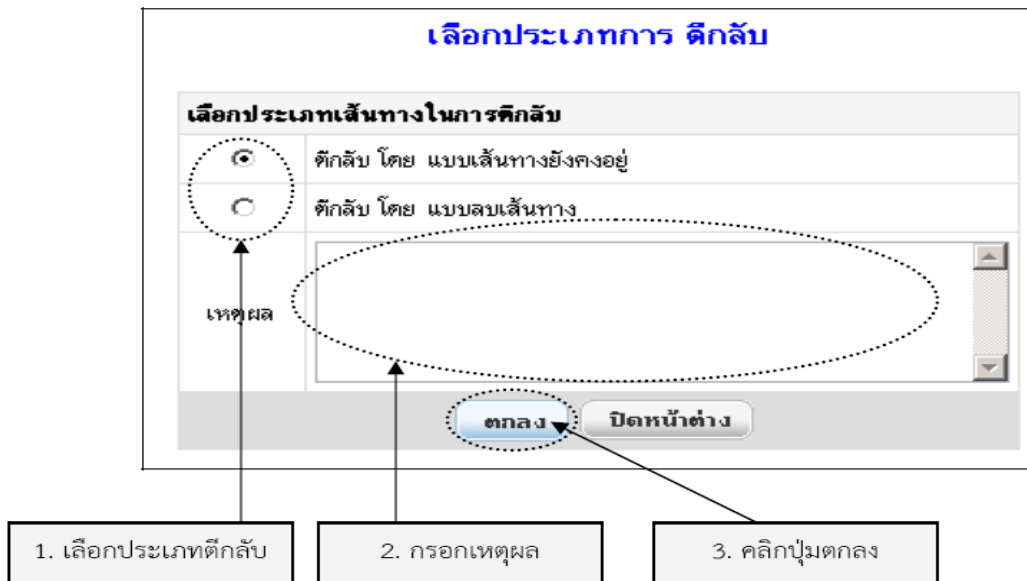 เลือกประเภทการ ตีกลับ
เลือกประเภทเส้นทางในการตีกลับ
ตีกลับ โดย แบบเส้นทางยังคงอยู่
ตีกลับ โดย แบบลบเส้นทาง
เหตุผล
ตกลง ปิดหน้าต่าง
1. เลือกประเภทตีกลับ 2. กรอกเหตุผล 3. คลิกปุ่มตกลง